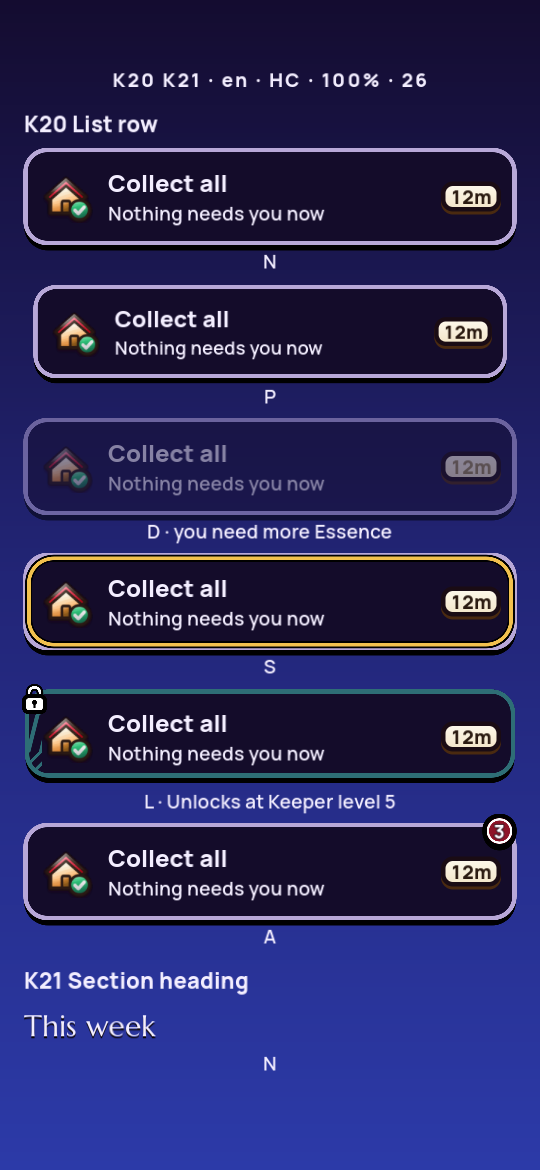 K20 K21 · en · HC · 100% · 26
K20 List row
Collect all
Nothing needs you now
12m
N
Collect all
Nothing needs you now
12m
P
Collect all
Nothing needs you now
12m
D · you need more Essence
Collect all
Nothing needs you now
12m
S
Collect all
Nothing needs you now
12m
L · Unlocks at Keeper level 5
3
Collect all
Nothing needs you now
12m
A
K21 Section heading
This week
N